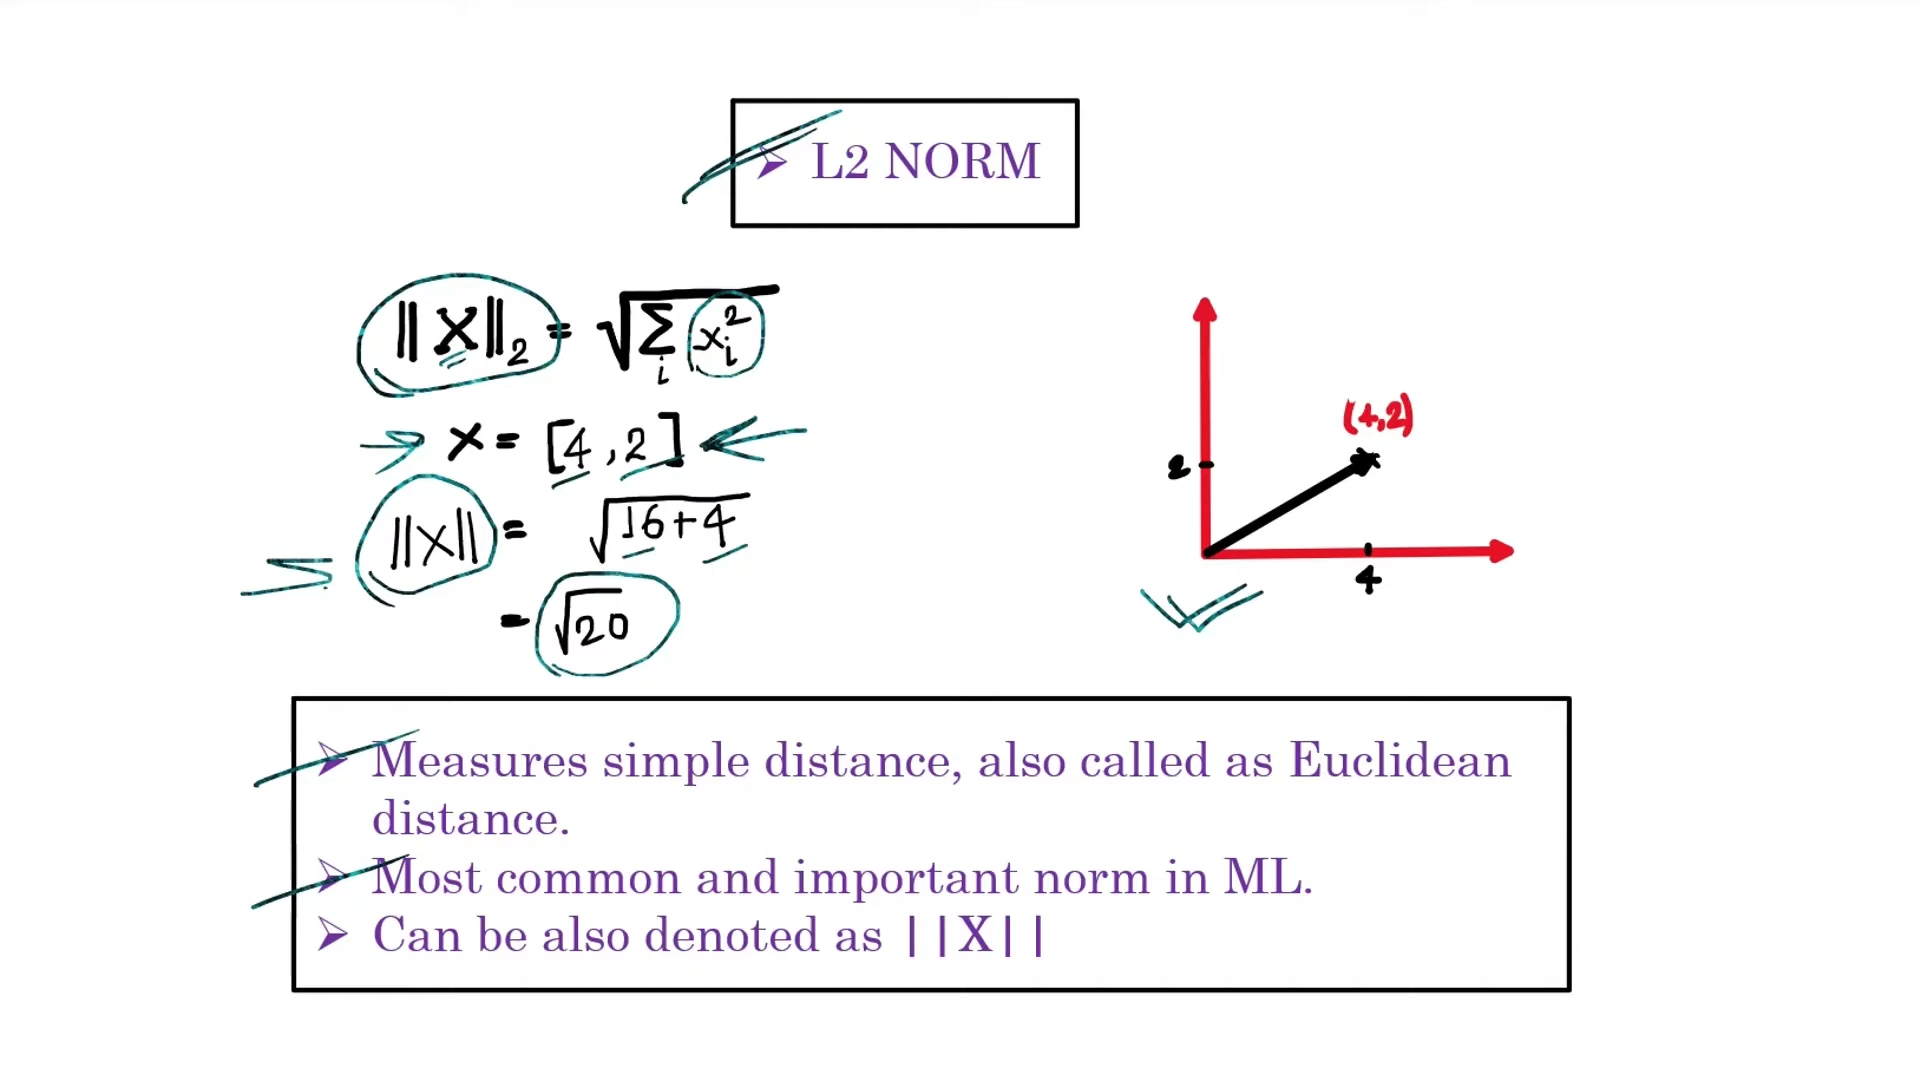 ➢ L2 NORM
||X||₂ = √Σᵢ xᵢ²
→ X = [4,2] ←
||X|| = √16+4
= √20
(4,2)
2
4
➢ Measures simple distance, also called as Euclidean
distance.
➢ Most common and important norm in ML.
➢ Can be also denoted as ||X||